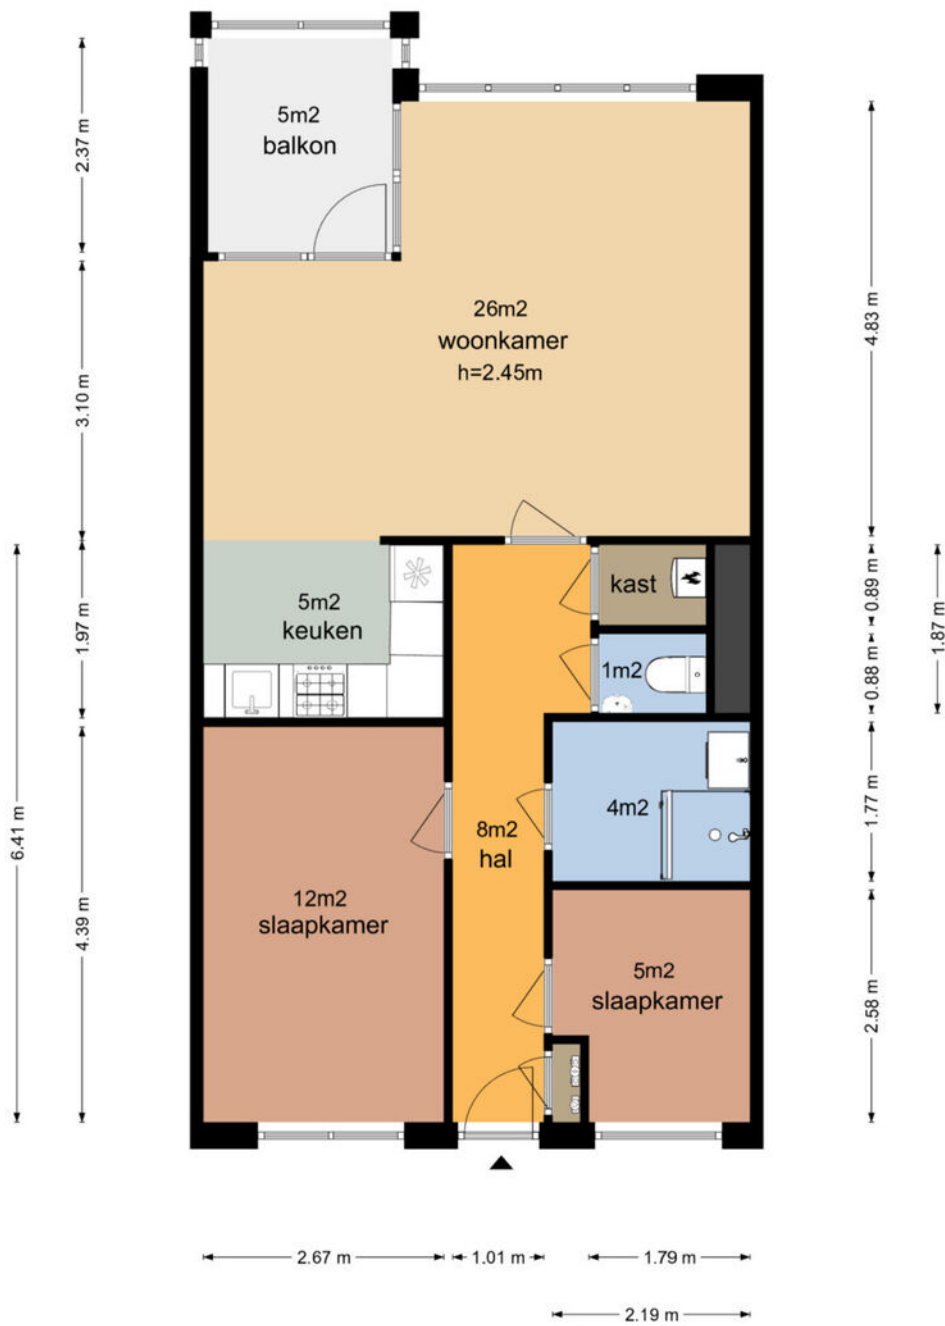 5m2
balkon
2.37 m
26m2
woonkamer
h=2.45m
4.83 m
3.10 m
5m2
keuken
kast
1m2
0.89 m
0.88 m
1.87 m
1.97 m
6.41 m
4m2
1.77 m
8m2
hal
12m2
slaapkamer
4.39 m
5m2
slaapkamer
2.58 m
2.67 m
1.01 m
1.79 m
2.19 m